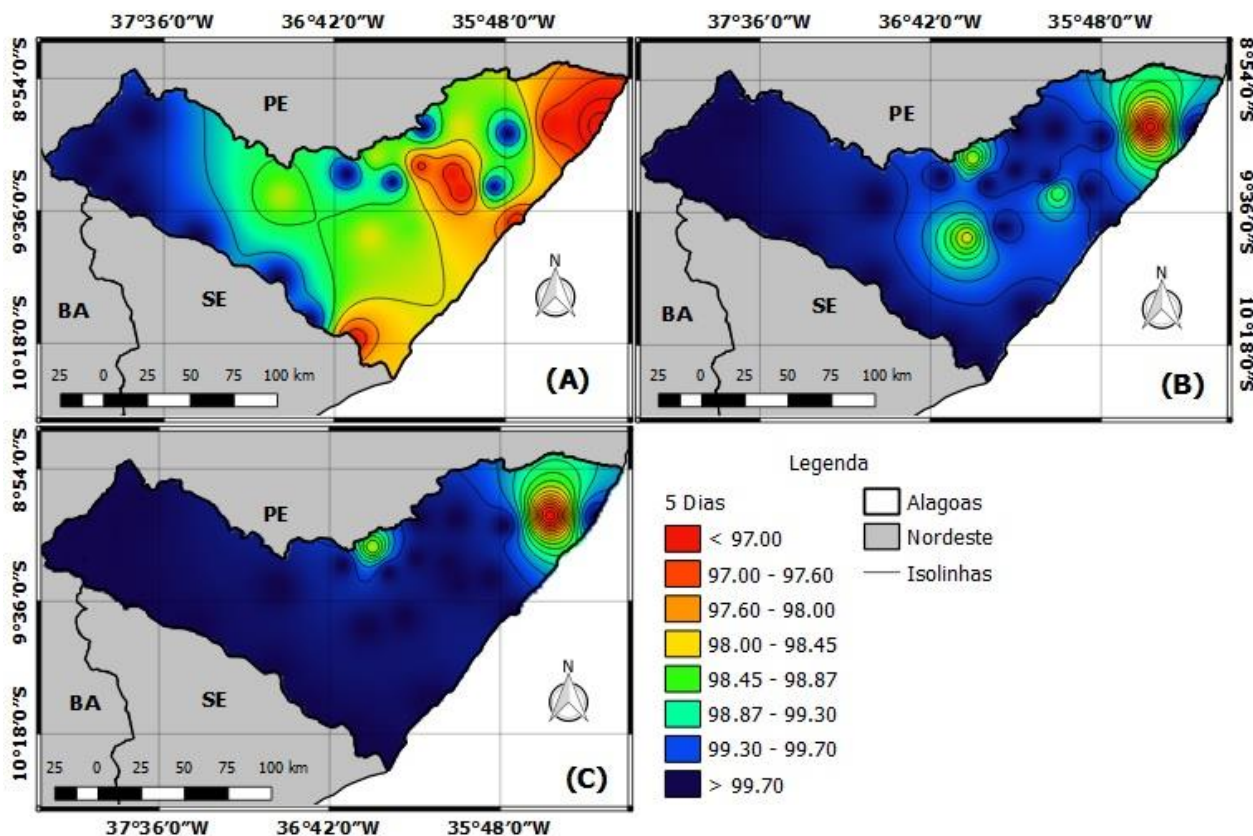 37°36'0"W 36°42'0"W 35°48'0"W
36°42'0"W 35°48'0"W
8°54'0"S
9°36'0"S
10°18'0"S
PE
BA
SE
N
25 0 25 50 75 100 km
(A)
PE
BA
SE
N
25 0 25 50 75 100 km
(B)
8°54'0"S
9°36'0"S
10°18'0"S
8°54'0"S
9°36'0"S
10°18'0"S
PE
BA
SE
N
25 0 25 50 75 100 km
(C)
37°36'0"W 36°42'0"W 35°48'0"W
Legenda
5 Dias
< 97.00
97.00 - 97.60
97.60 - 98.00
98.00 - 98.45
98.45 - 98.87
98.87 - 99.30
99.30 - 99.70
> 99.70
Alagoas
Nordeste
Isolinhas